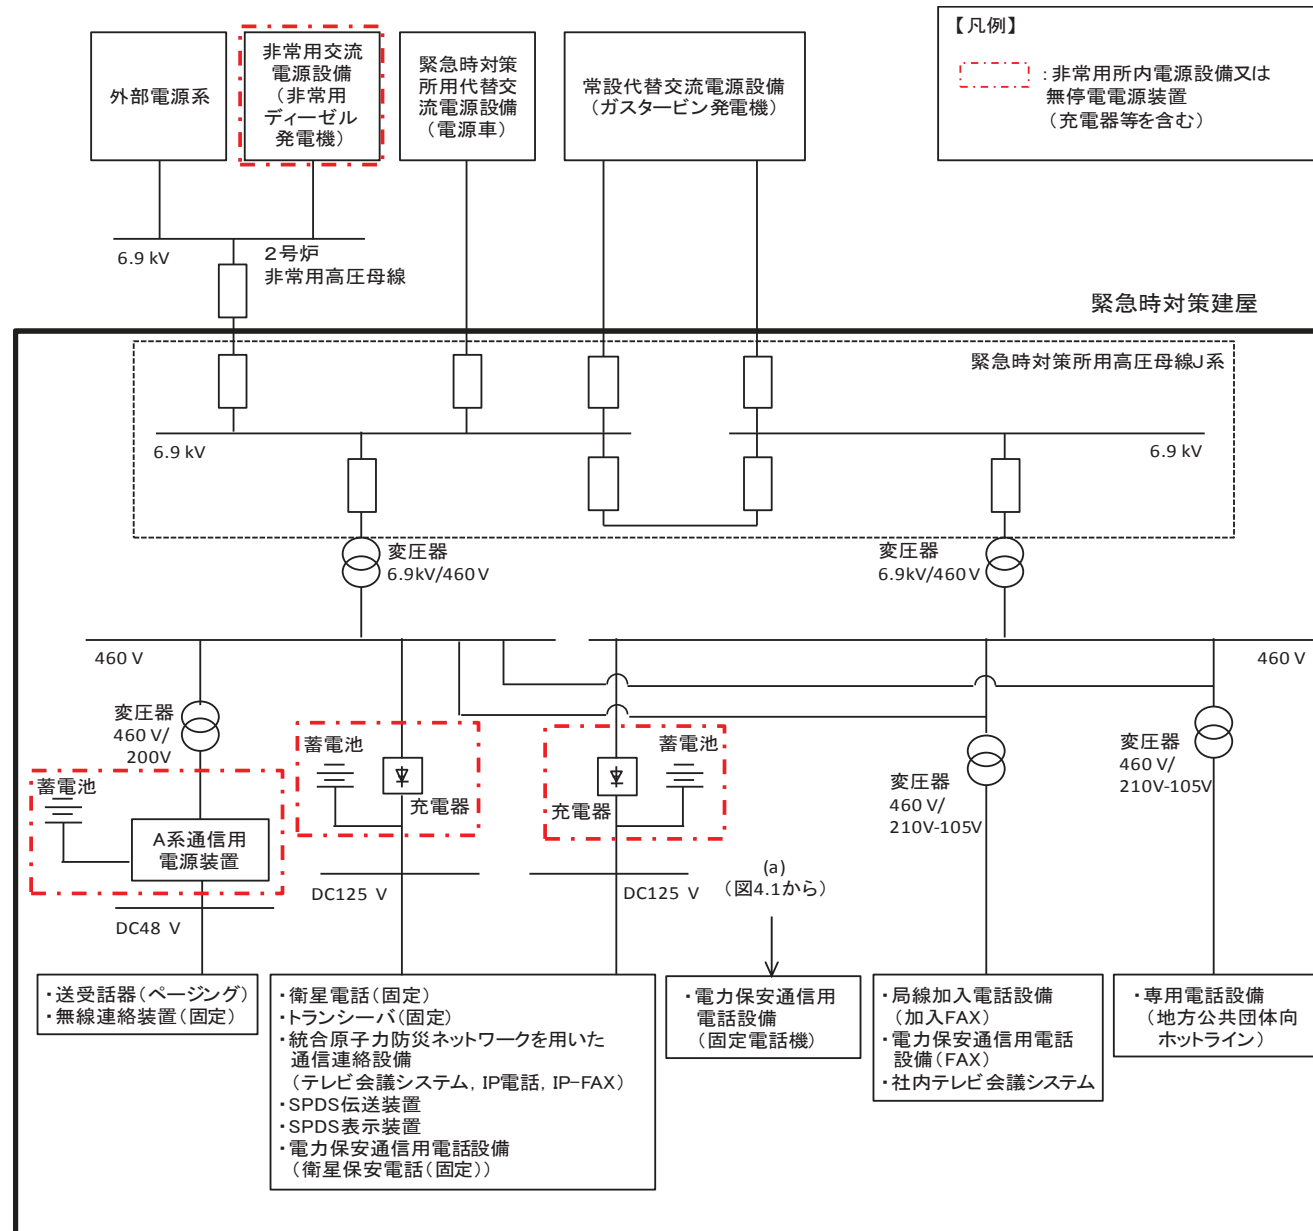 外部電源系
非常用交流
電源設備
(非常用
ディーゼル
発電機)
緊急時対策
所用代替交
流電源設備
(電源車)
常設代替交流電源設備
(ガスタービン発電機)
【凡例】
:非常用所内電源設備又は
無停電電源装置
(充電器等を含む)
6.9 kV
2号炉
非常用高圧母線
緊急時対策建屋
緊急時対策所用高圧母線J系
6.9 kV
6.9 kV
変圧器
6.9kV/460V
変圧器
6.9kV/460V
460 V
460 V
変圧器
460 V/
200V
蓄電池
充電器
蓄電池
充電器
変圧器
460 V/
210V-105V
変圧器
460 V/
210V-105V
蓄電池
A系通信用
電源装置
DC48 V
DC125 V
DC125 V
(a)
(図4.1から)
・送受話器(ページング)
・無線連絡装置(固定)
・衛星電話(固定)
・トランシーバ(固定)
・統合原子力防災ネットワークを用いた
通信連絡設備
(テレビ会議システム, IP電話, IP-FAX)
・SPDS伝送装置
・SPDS表示装置
・電力保安通信用電話設備
(衛星保安電話(固定))
・電力保安通信用
電話設備
(固定電話機)
・局線加入電話設備
(加入FAX)
・電力保安通信用電話
設備(FAX)
・社内テレビ会議システム
・専用電話設備
(地方公共団体向
ホットライン)